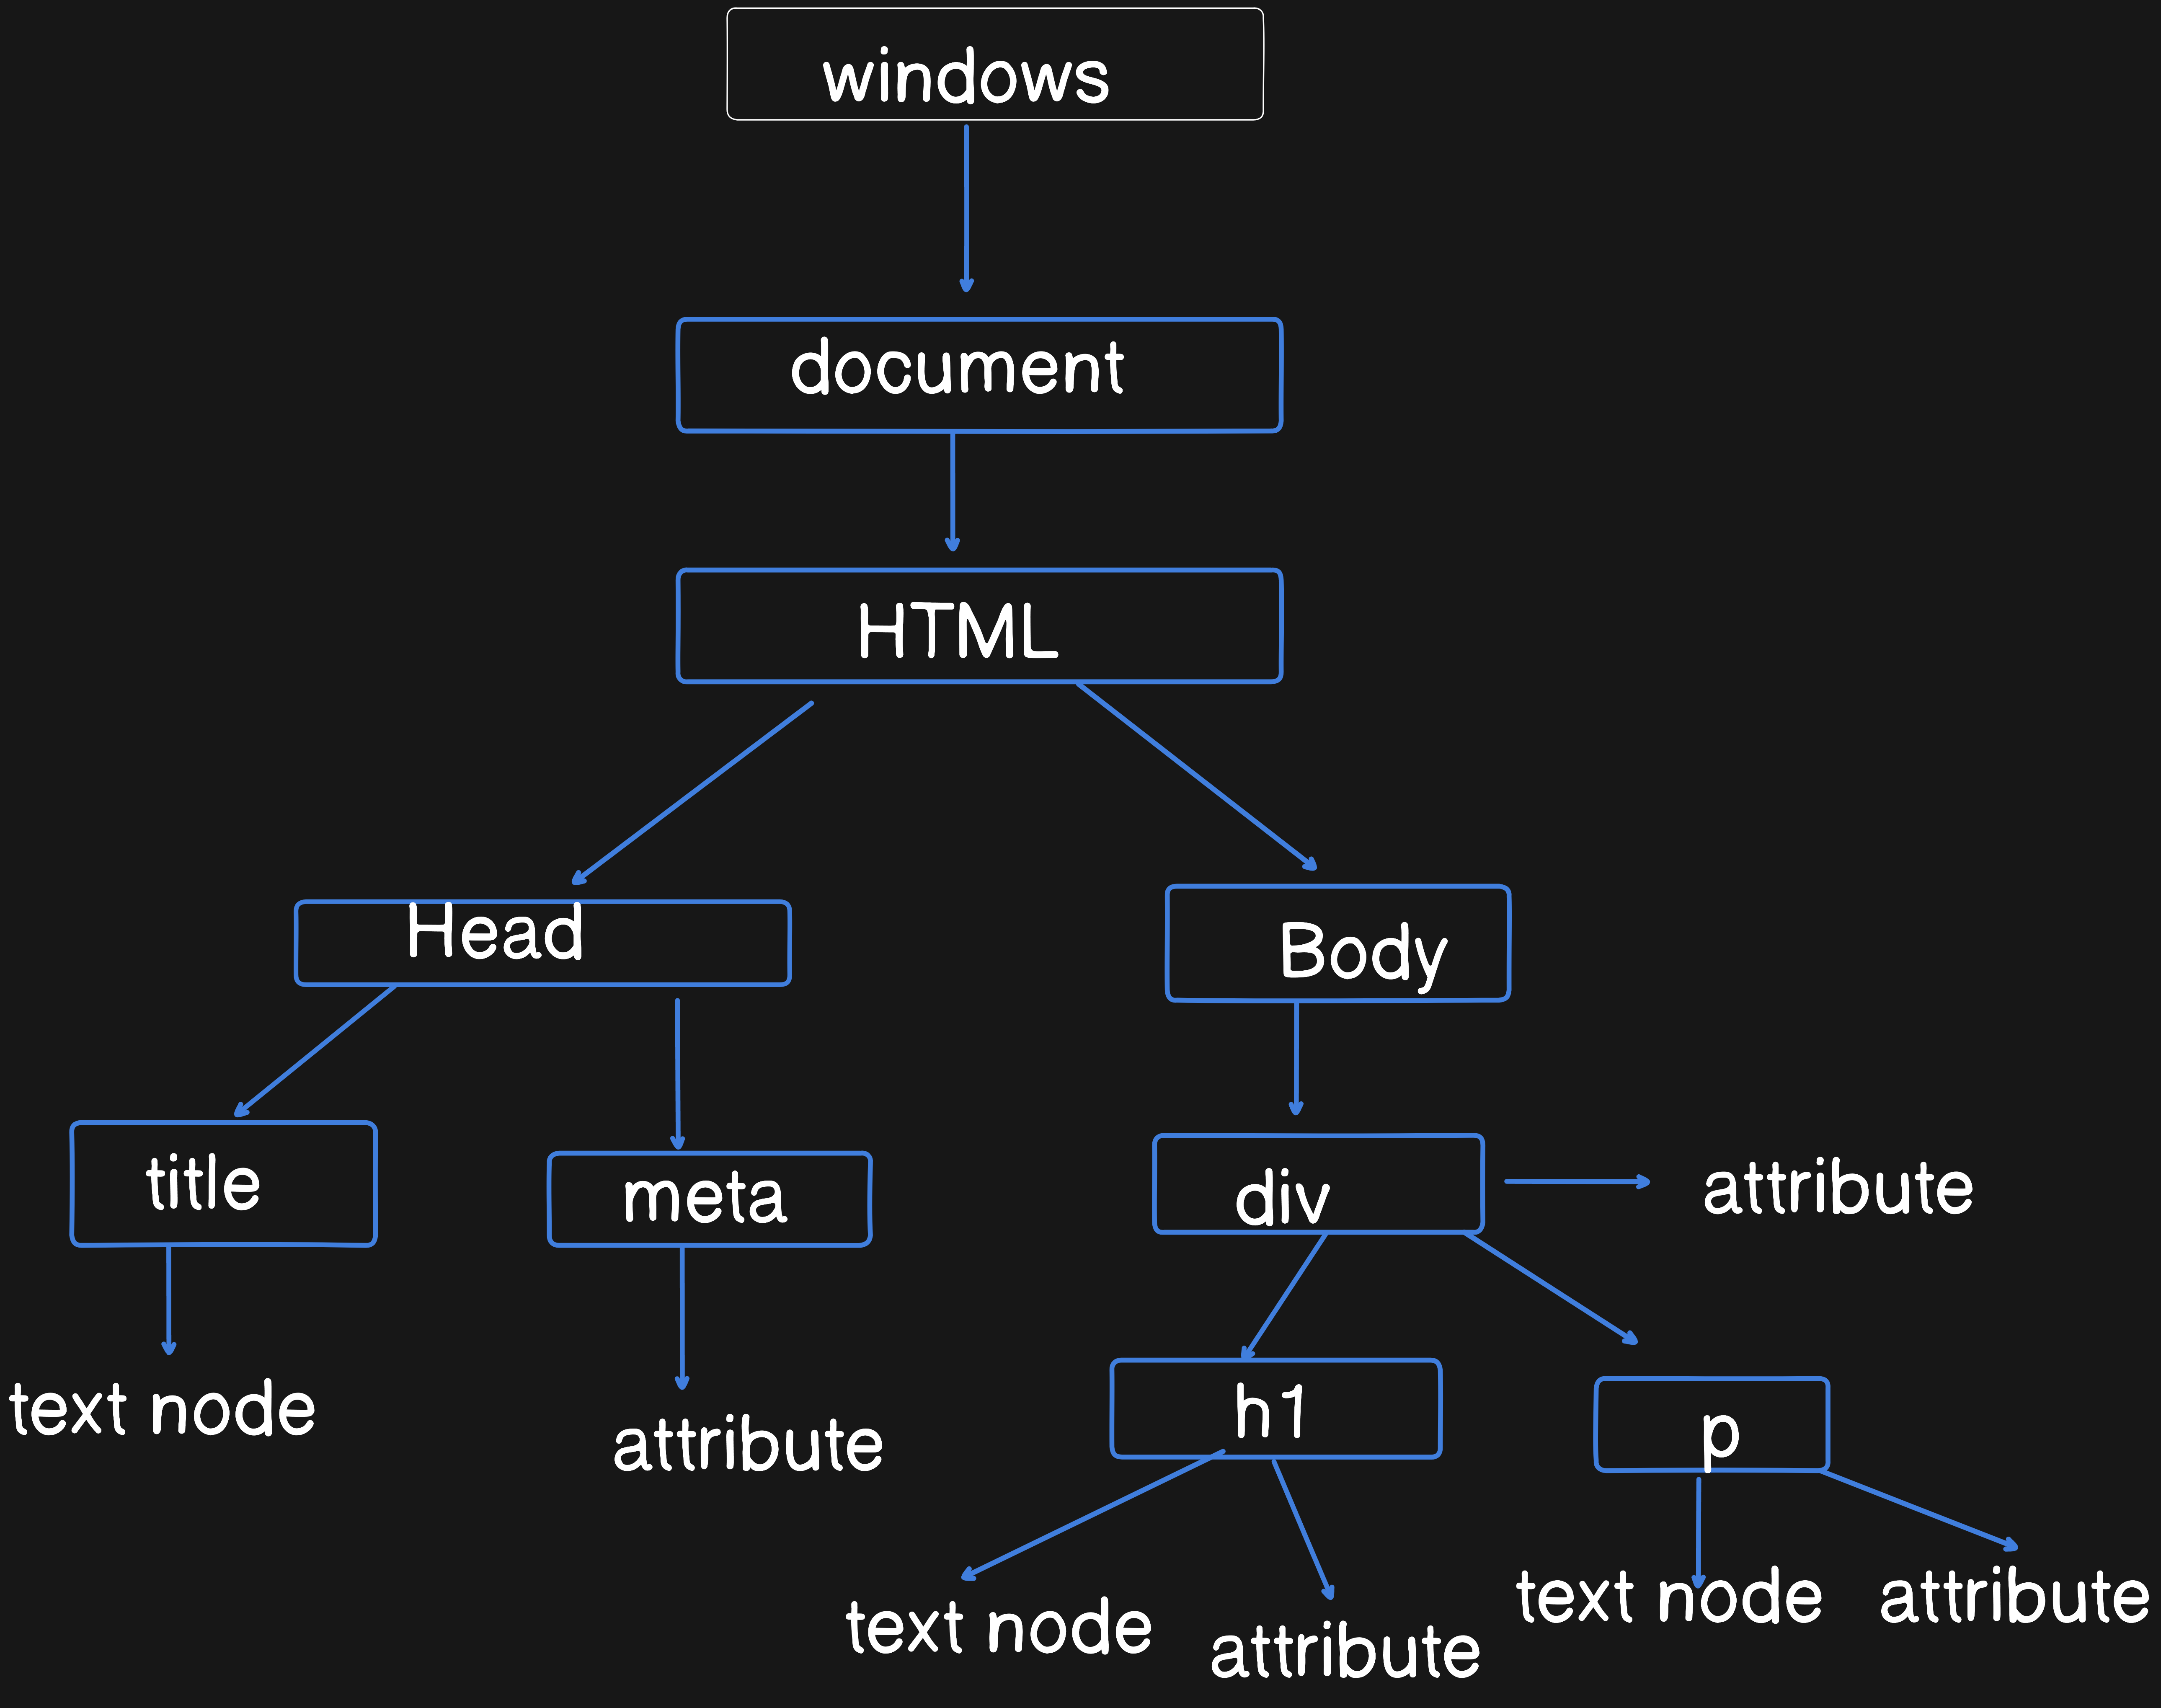 windows
document
HTML
Head
Body
title
meta
div
attribute
text node
attribute
h1
p
text node
attribute
text node
attribute